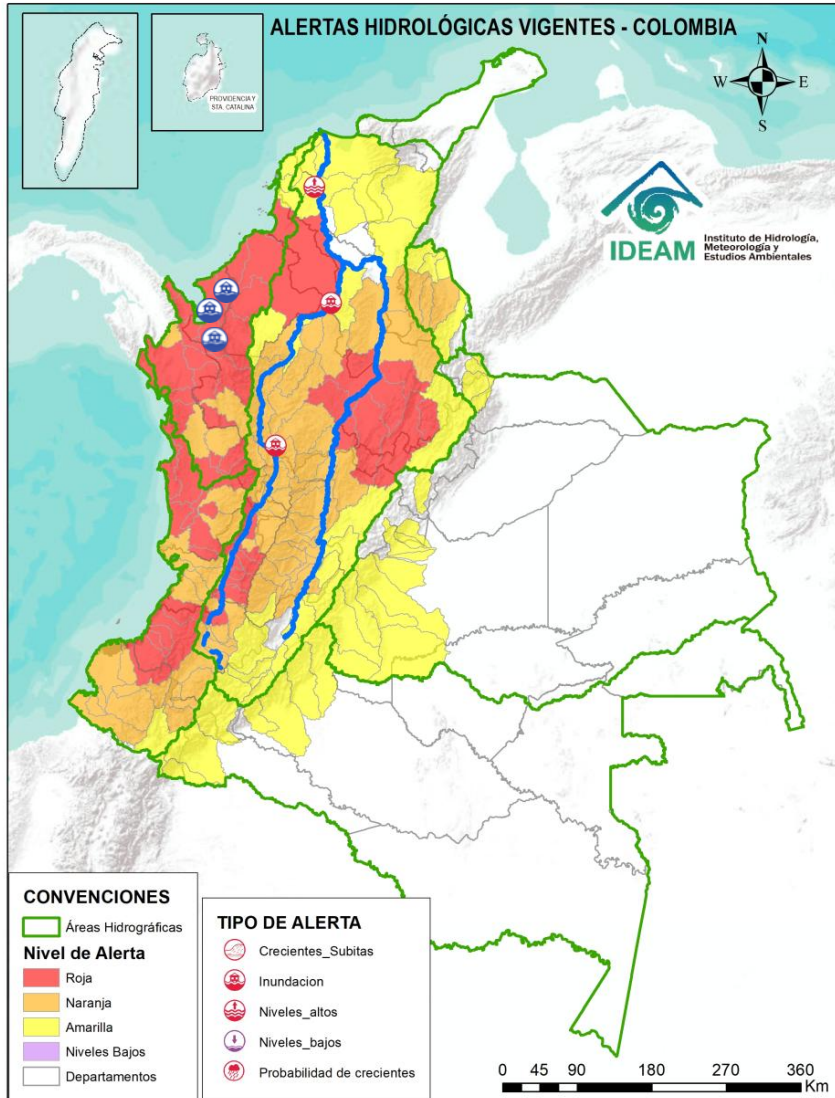 ALERTAS HIDROLÓGICAS VIGENTES - COLOMBIA
PROVIDENCIA Y
STA. CATALINA
N
W
E
S
IDEAM
Instituto de Hidrología,
Meteorología y
Estudios Ambientales
CONVENCIONES
Áreas Hidrográficas
Nivel de Alerta
Roja
Naranja
Amarilla
Niveles Bajos
Departamentos
TIPO DE ALERTA
Crecientes_Subitas
Inundacion
Niveles_altos
Niveles_bajos
Probabilidad de crecientes
0 45 90 180 270 360
Km